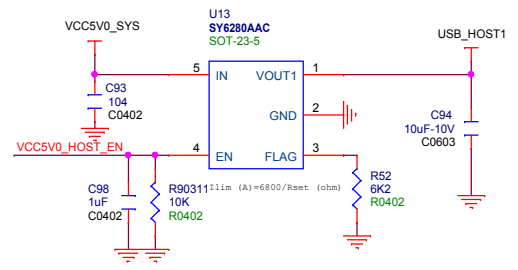 U13
SY6280AAC
SOT-23-5
VCC5V0_SYS
USB_HOST1
5
IN
VOUT1
1
C93
104
C0402
GND
2
C94
10uF-10V
C0603
VCC5V0_HOST_EN
4
EN
FLAG
3
C98
1uF
C0402
R90311
10K
R0402
Ilim (A)=6800/Rset (ohm)
R52
6K2
R0402